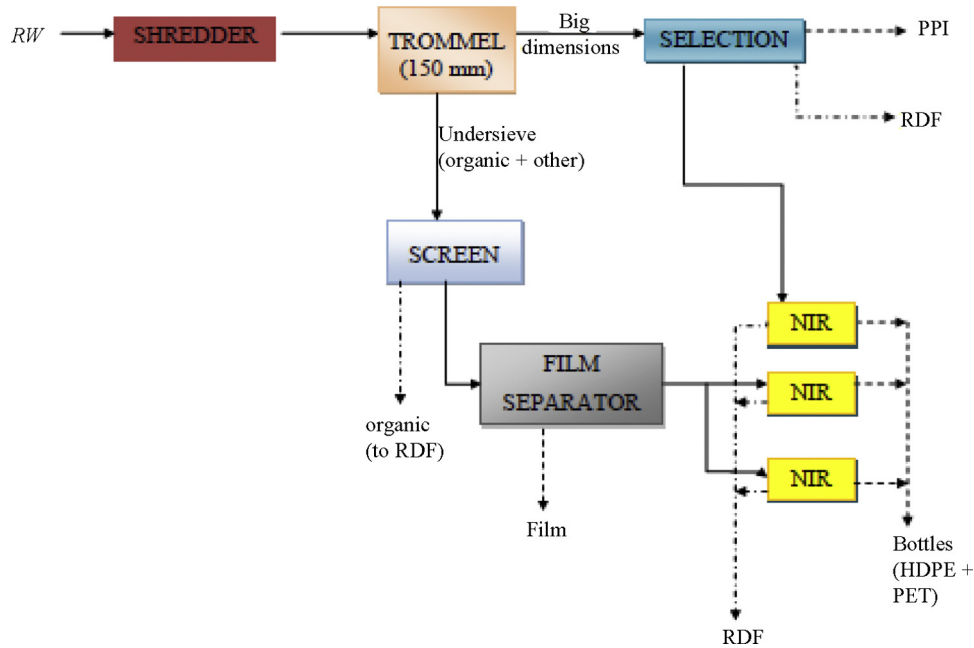 RW
SHREDDER
TROMMEL
(150 mm)
Big
dimensions
SELECTION
PPI
RDF
Undersieve
(organic + other)
SCREEN
NIR
FILM
SEPARATOR
NIR
organic
(to RDF)
NIR
Film
Bottles
(HDPE +
PET)
RDF